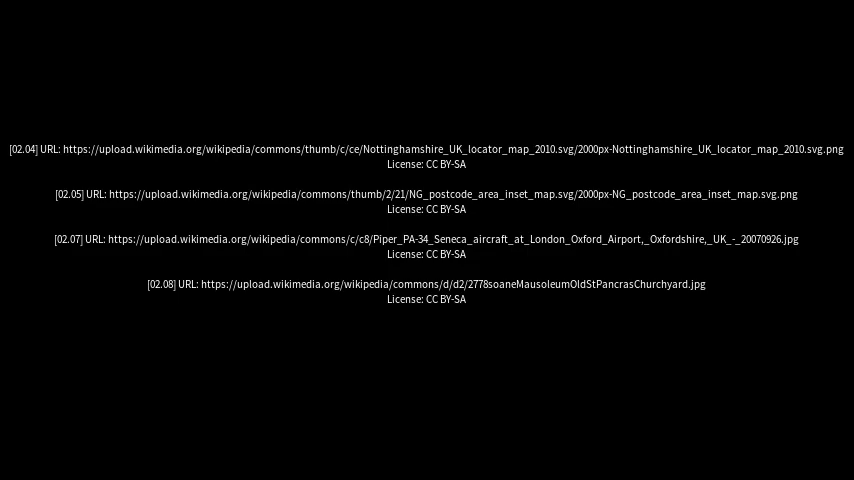 [02.04] URL: https://upload.wikimedia.org/wikipedia/commons/thumb/c/ce/Nottinghamshire_UK_locator_map_2010.svg/2000px-Nottinghamshire_UK_locator_map_2010.svg.png
License: CC BY-SA
[02.05] URL: https://upload.wikimedia.org/wikipedia/commons/thumb/2/21/NG_postcode_area_inset_map.svg/2000px-NG_postcode_area_inset_map.svg.png
License: CC BY-SA
[02.07] URL: https://upload.wikimedia.org/wikipedia/commons/c/c8/Piper_PA-34_Seneca_aircraft_at_London_Oxford_Airport,_Oxfordshire,_UK_-_20070926.jpg
License: CC BY-SA
[02.08] URL: https://upload.wikimedia.org/wikipedia/commons/d/d2/2778soaneMausoleumOldStPancrasChurchyard.jpg
License: CC BY-SA